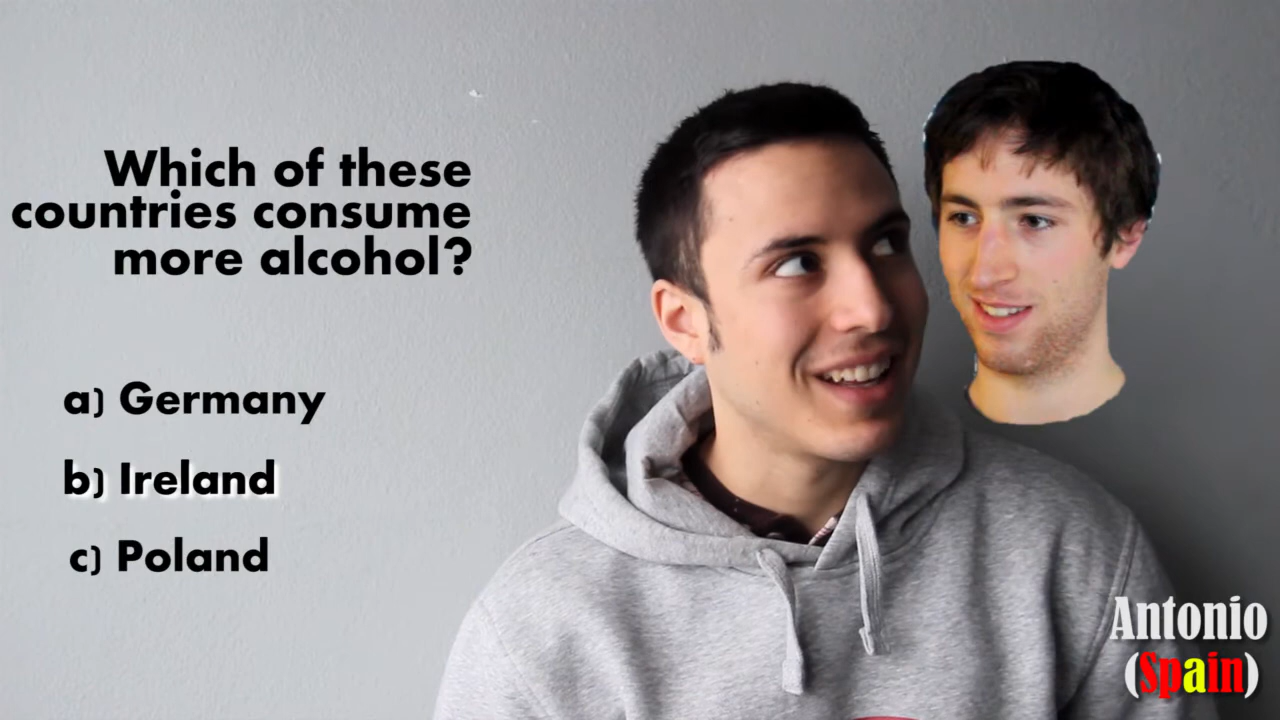 Which of these
countries consume
more alcohol?
a) Germany
b) Ireland
c) Poland
Antonio
(Spain)